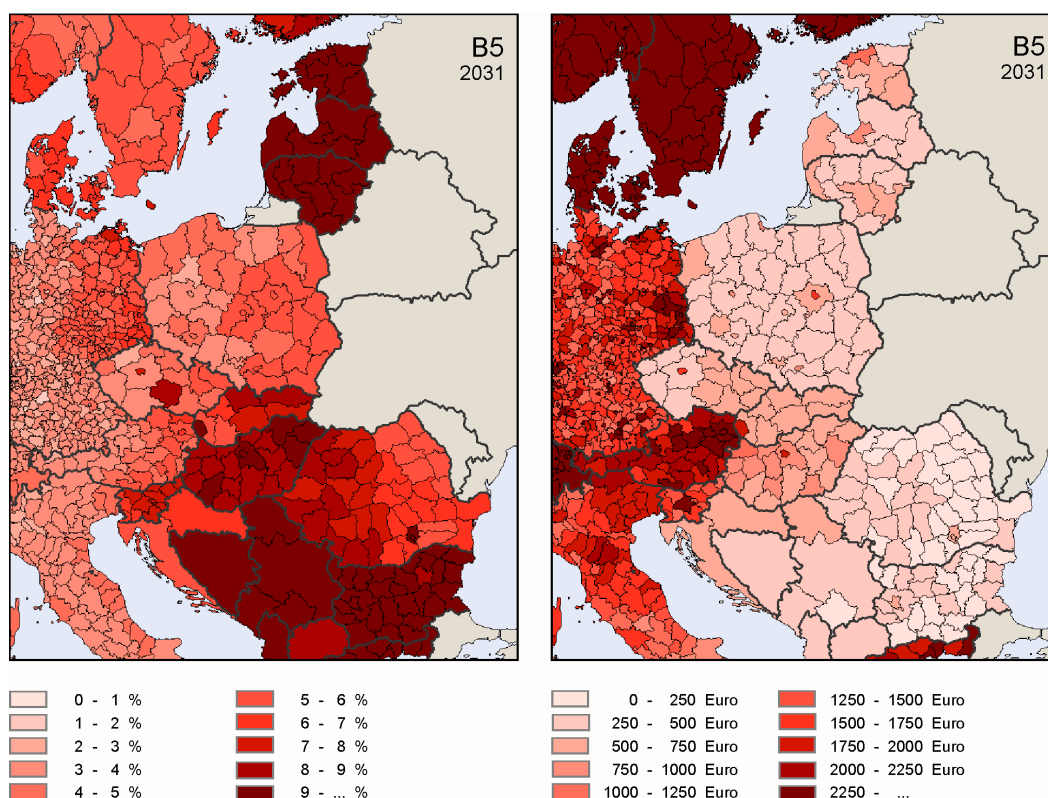 B5
2031
B5
2031
0 - 1 %
1 - 2 %
2 - 3 %
3 - 4 %
4 - 5 %
5 - 6 %
6 - 7 %
7 - 8 %
8 - 9 %
9 - ... %
0 - 250 Euro
250 - 500 Euro
500 - 750 Euro
750 - 1000 Euro
1000 - 1250 Euro
1250 - 1500 Euro
1500 - 1750 Euro
1750 - 2000 Euro
2000 - 2250 Euro
2250 - ...